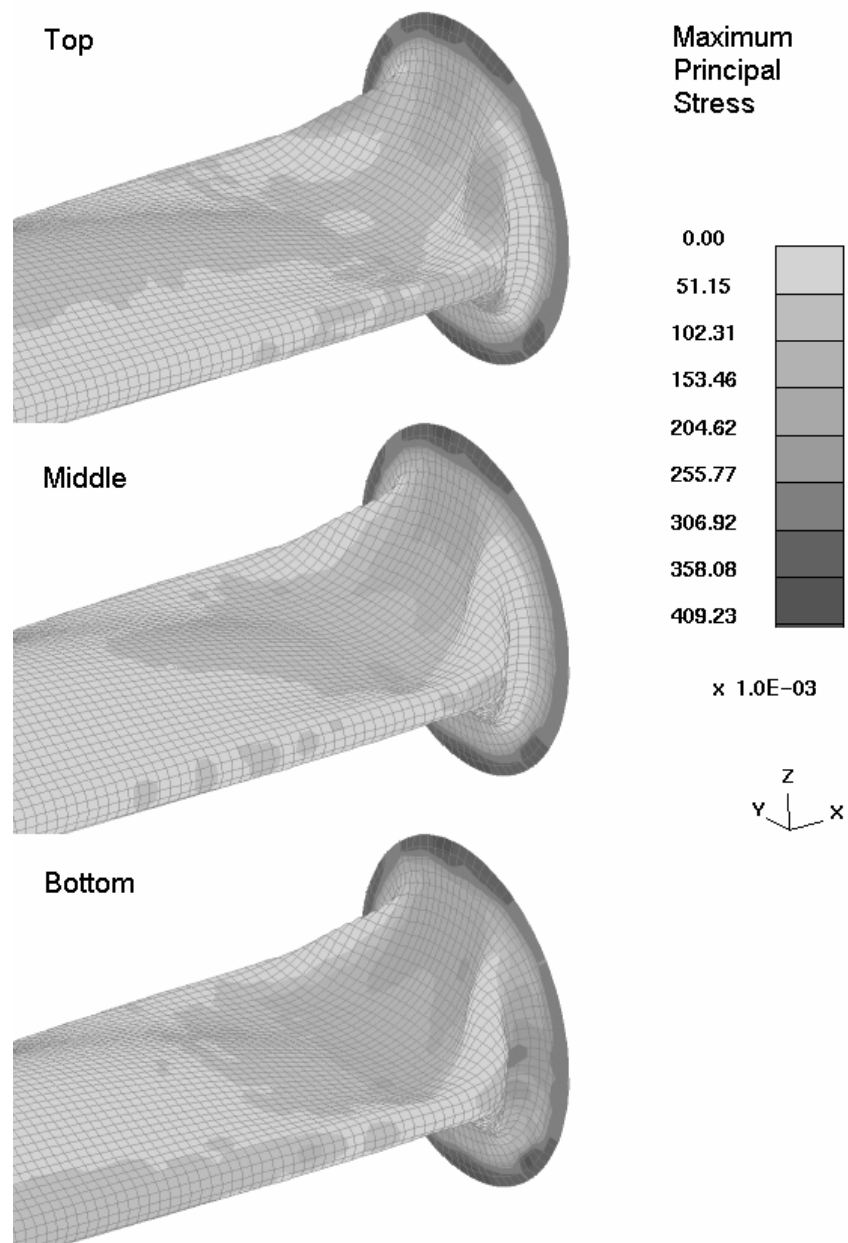 Top
Maximum
Principal
Stress
0.00
51.15
102.31
153.46
204.62
255.77
306.92
358.08
409.23
x 1.0E-03
Middle
Z
Y
X
Bottom